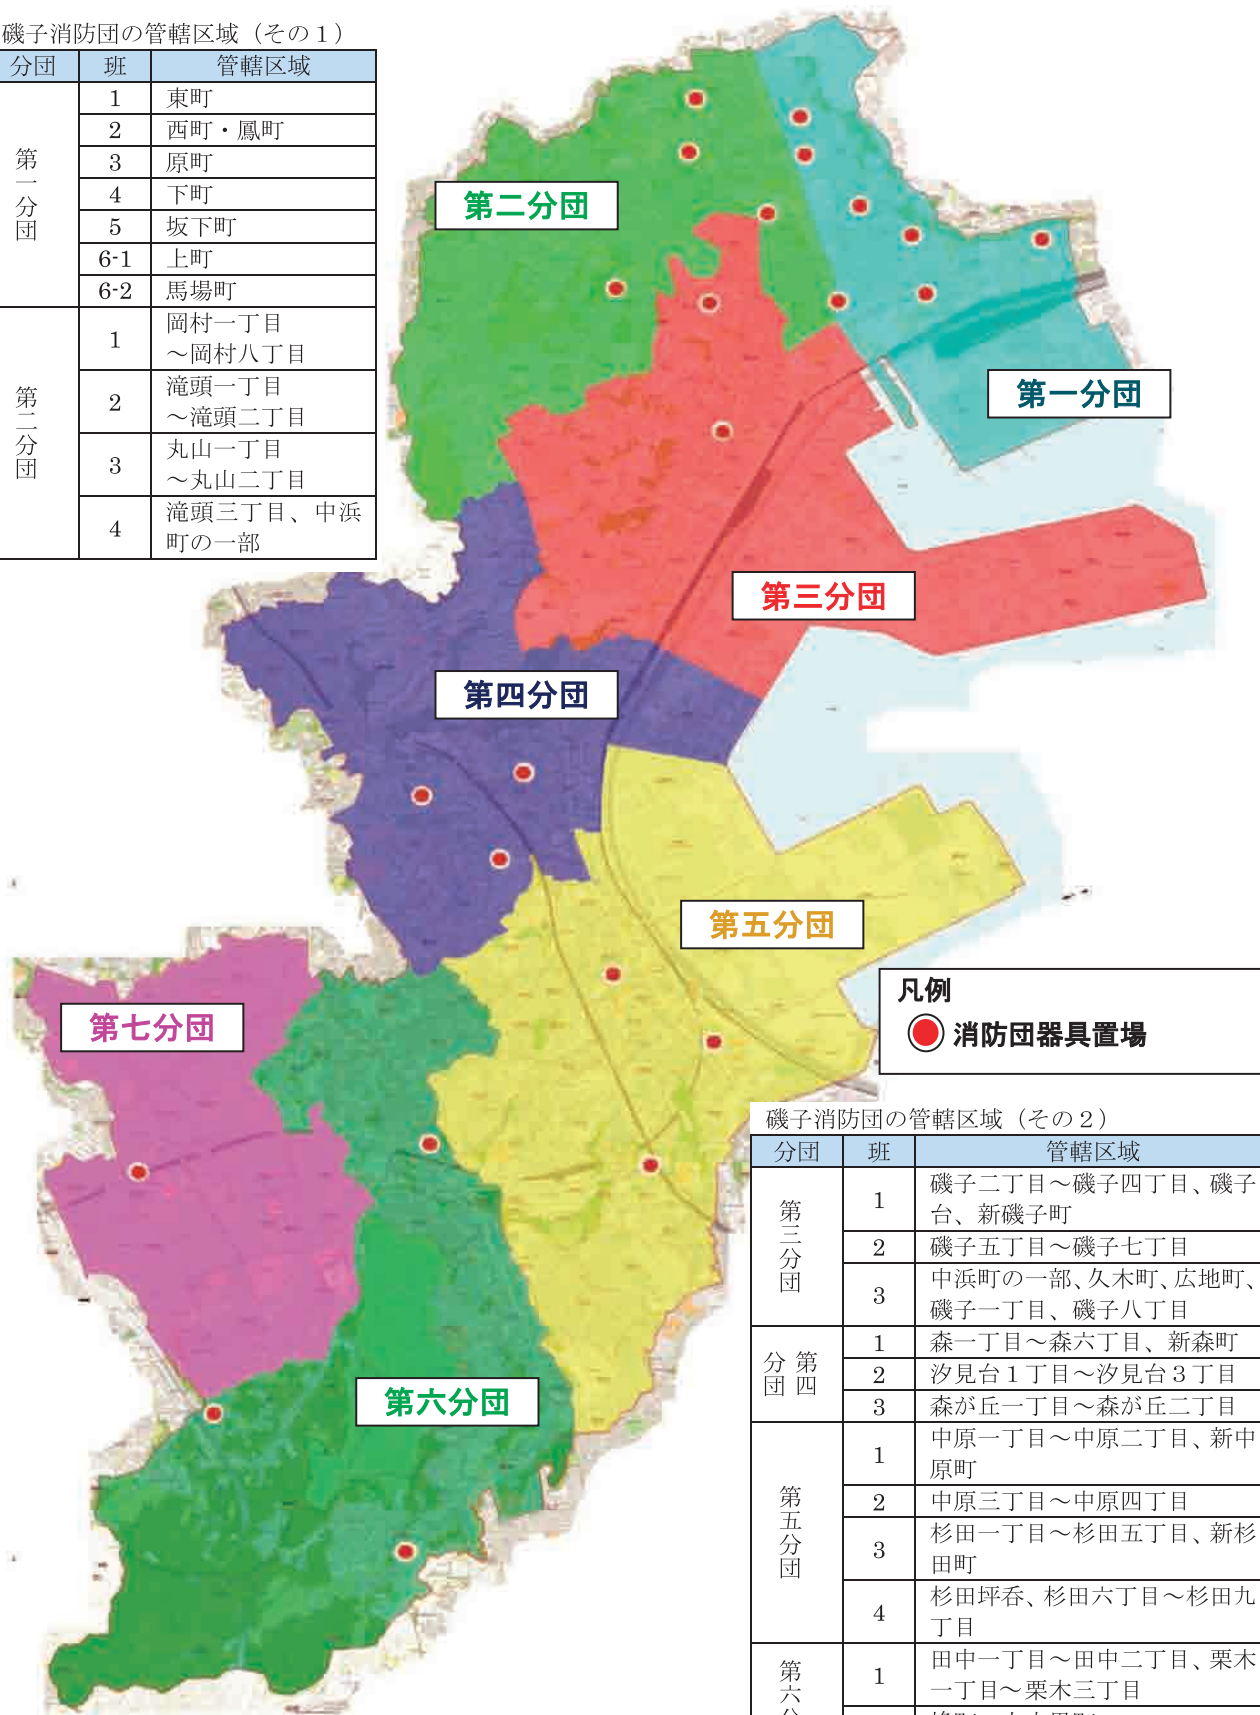 磯子消防団の管轄区域（その１）
分団 班 管轄区域
第一分団
1 東町
2 西町・鳳町
3 原町
4 下町
5 坂下町
6-1 上町
6-2 馬場町
第二分団
1 岡村一丁目
～岡村八丁目
2 滝頭一丁目
～滝頭二丁目
3 丸山一丁目
～丸山二丁目
4 滝頭三丁目、中浜
町の一部
第二分団
第一分団
第三分団
第四分団
第五分団
第七分団
第六分団
凡例
消防団器具置場
磯子消防団の管轄区域（その２）
分団 班 管轄区域
第三分団
1 磯子二丁目～磯子四丁目、磯子
台、新磯子町
2 磯子五丁目～磯子七丁目
3 中浜町の一部、久木町、広地町、
磯子一丁目、磯子八丁目
第四分団
1 森一丁目～森六丁目、新森町
2 汐見台１丁目～汐見台３丁目
3 森が丘一丁目～森が丘二丁目
第五分団
1 中原一丁目～中原二丁目、新中
原町
2 中原三丁目～中原四丁目
3 杉田一丁目～杉田五丁目、新杉
田町
4 杉田坪呑、杉田六丁目～杉田九
丁目
第六分
1 田中一丁目～田中二丁目、栗木
一丁目～栗木三丁目